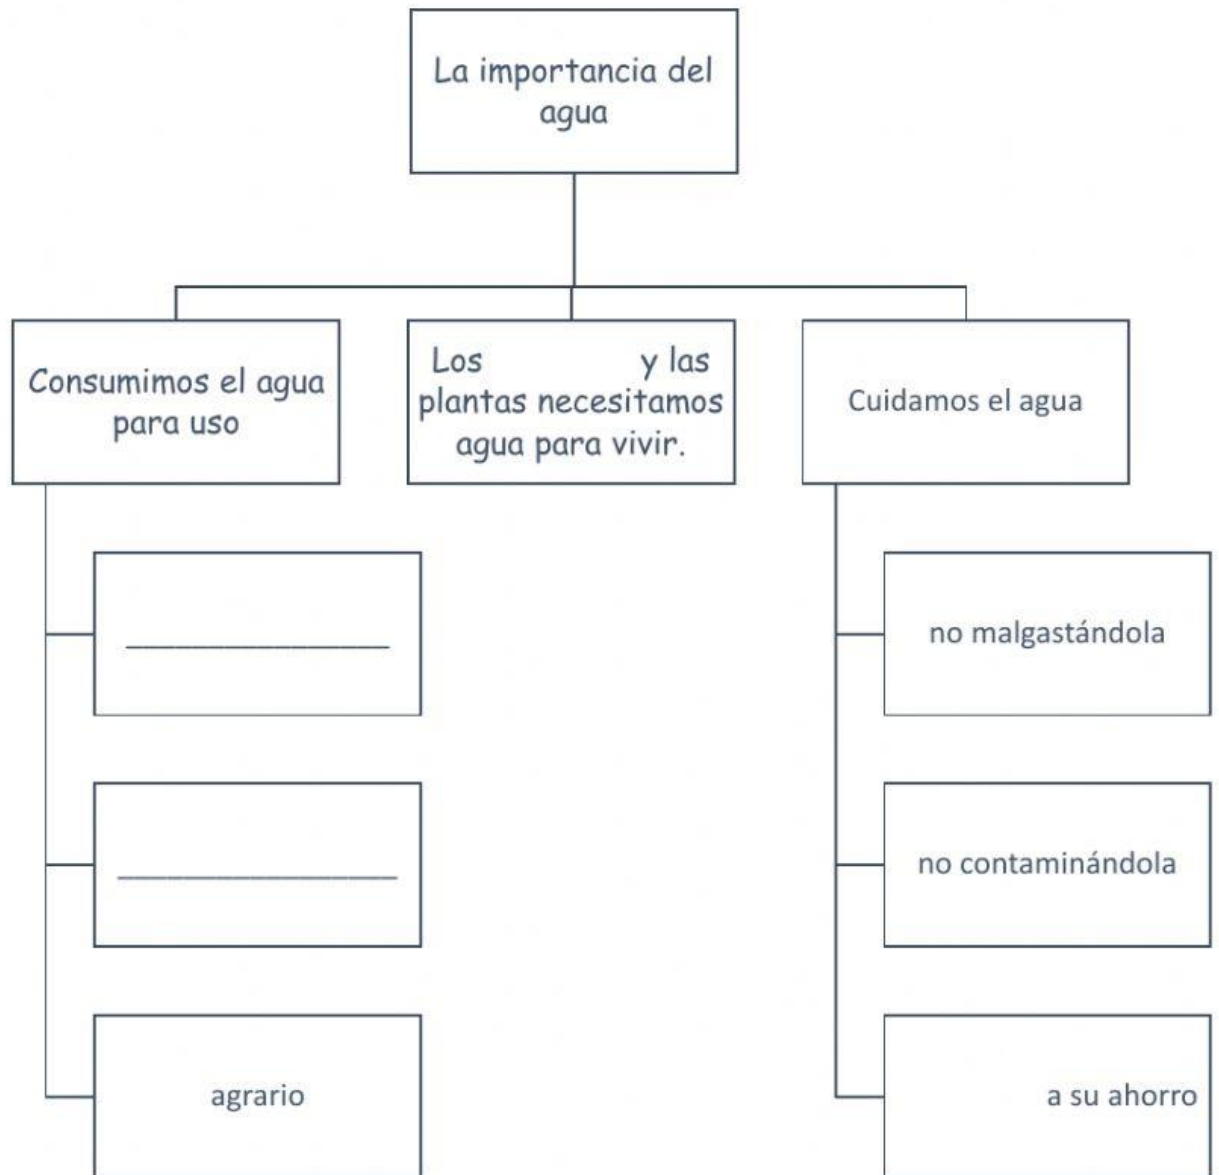 La importancia del
agua
Consumimos el agua
para uso
Los y las
plantas necesitamos
agua para vivir.
Cuidamos el agua
no malgastándola
no contaminándola
agrario
a su ahorro